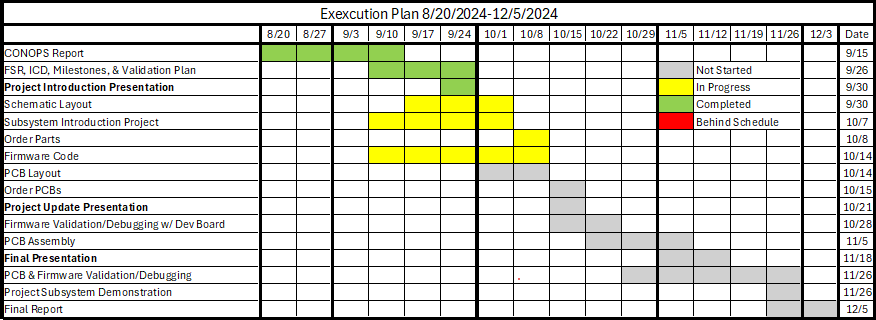 Exexcution Plan 8/20/2024-12/5/2024
8/20 8/27 9/3 9/10 9/17 9/24 10/1 10/8 10/15 10/22 10/29 11/5 11/12 11/19 11/26 12/3 Date
CONOPS Report 9/15
FSR, ICD, Milestones, & Validation Plan Not Started 9/26
Project Introduction Presentation In Progress 9/30
Schematic Layout Completed 9/30
Subsystem Introduction Project Behind Schedule 10/7
Order Parts 10/8
Firmware Code 10/14
PCB Layout 10/14
Order PCBs 10/15
Project Update Presentation 10/21
Firmware Validation/Debugging w/ Dev Board 10/28
PCB Assembly 11/5
Final Presentation 11/18
PCB & Firmware Validation/Debugging 11/26
Project Subsystem Demonstration 11/26
Final Report 12/5